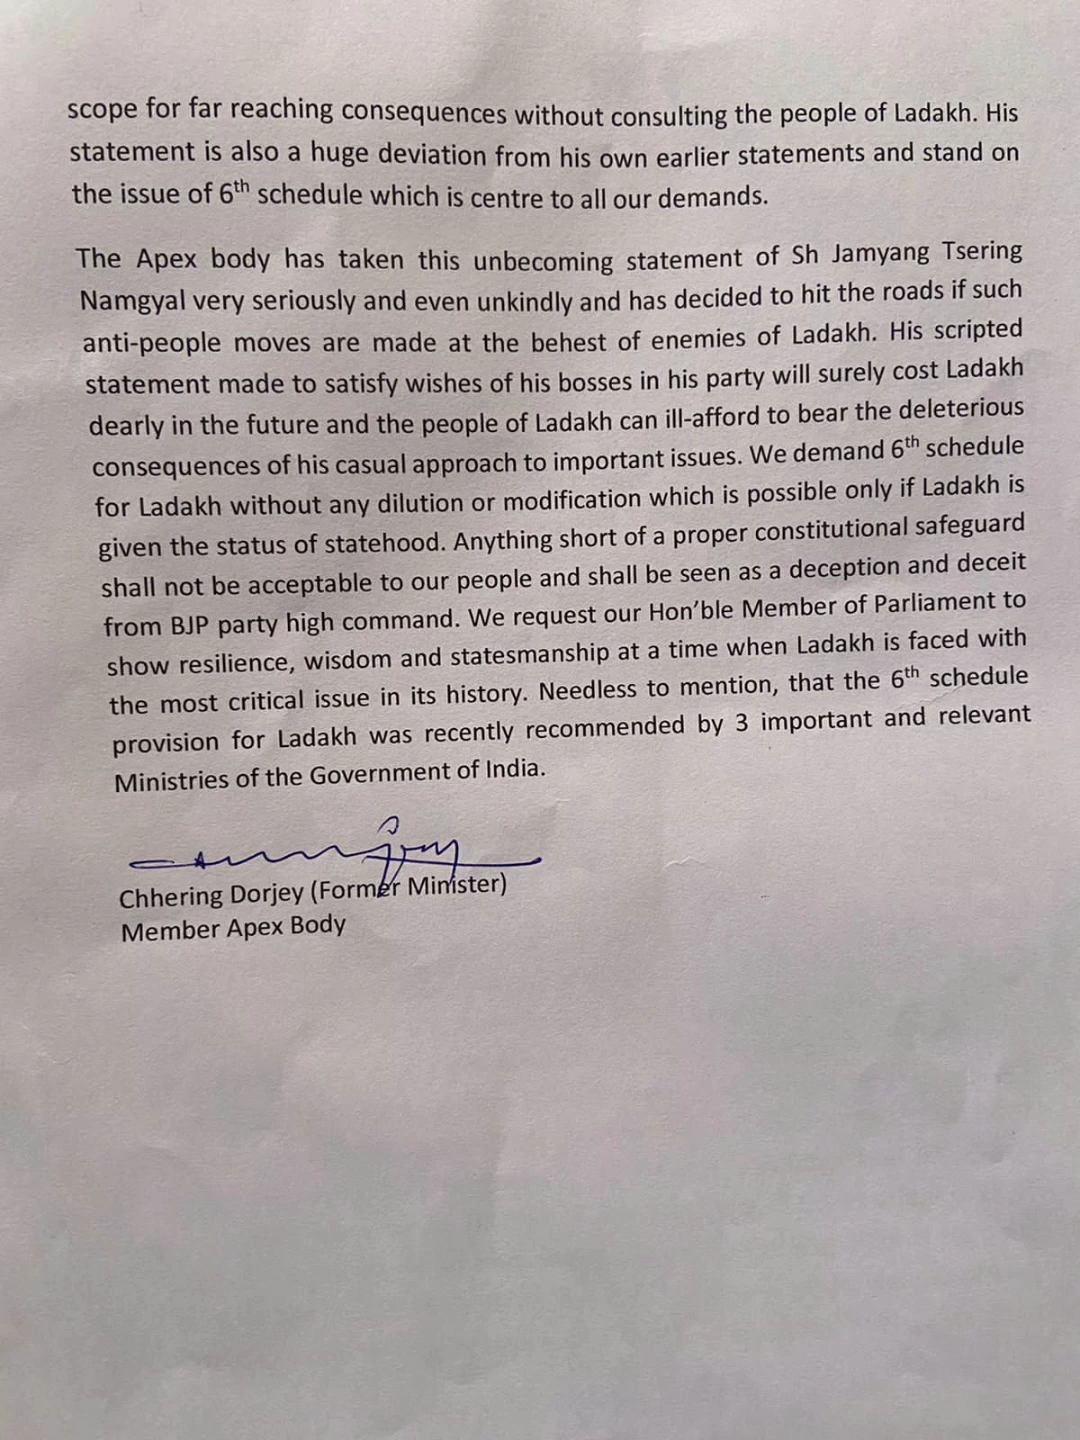 scope for far reaching consequences without consulting the people of Ladakh. His
statement is also a huge deviation from his own earlier statements and stand on
the issue of 6th schedule which is centre to all our demands.
The Apex body has taken this unbecoming statement of Sh Jamyang Tsering
Namgyal very seriously and even unkindly and has decided to hit the roads if such
anti-people moves are made at the behest of enemies of Ladakh. His scripted
statement made to satisfy wishes of his bosses in his party will surely cost Ladakh
dearly in the future and the people of Ladakh can ill-afford to bear the deleterious
consequences of his casual approach to important issues. We demand 6th schedule
for Ladakh without any dilution or modification which is possible only if Ladakh is
given the status of statehood. Anything short of a proper constitutional safeguard
shall not be acceptable to our people and shall be seen as a deception and deceit
from BJP party high command. We request our Hon’ble Member of Parliament to
show resilience, wisdom and statesmanship at a time when Ladakh is faced with
the most critical issue in its history. Needless to mention, that the 6th schedule
provision for Ladakh was recently recommended by 3 important and relevant
Ministries of the Government of India.
Chhering Dorjey (Former Minister)
Member Apex Body